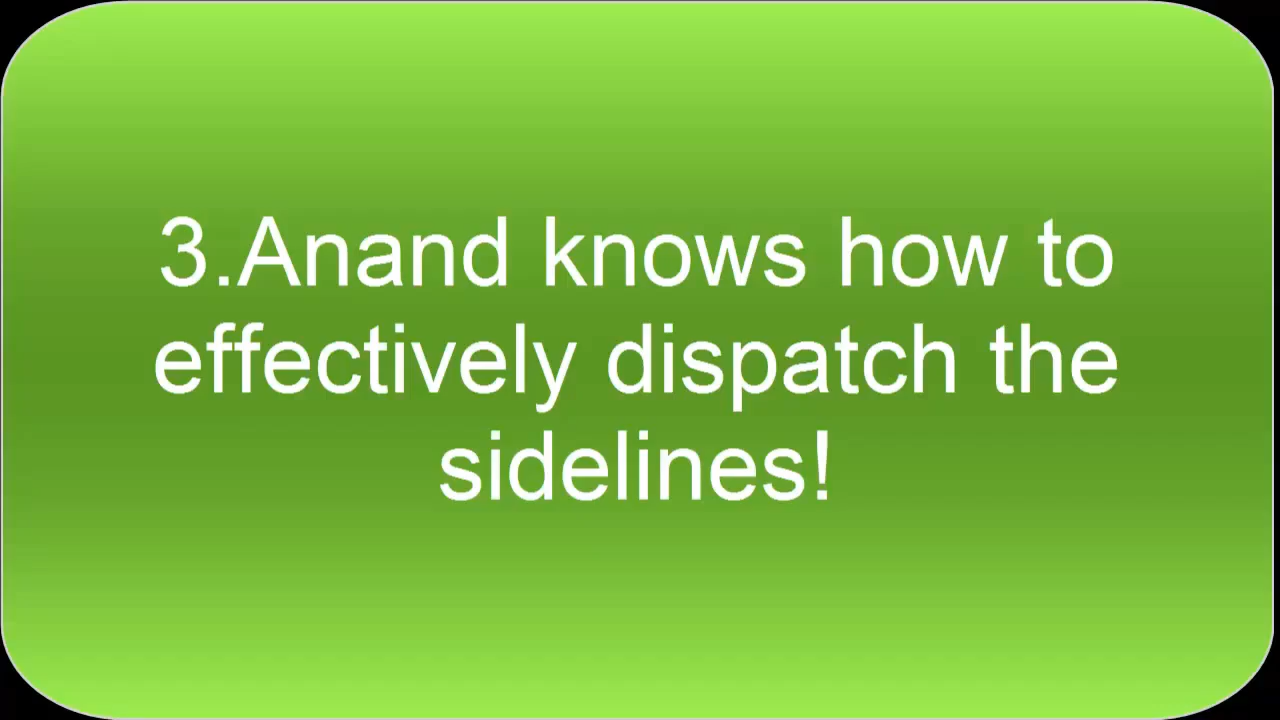 3.Anand knows how to
effectively dispatch the
sidelines!